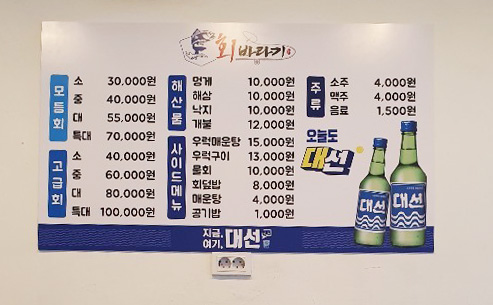 회바라키
모둠회
소 30,000원
중 40,000원
대 55,000원
특대 70,000원
고급회
소 40,000원
중 60,000원
대 80,000원
특대 100,000원
해산물
멍게 10,000원
해삼 10,000원
낙지 10,000원
개불 12,000원
사이드메뉴
우럭매운탕 15,000원
우럭구이 13,000원
물회 10,000원
회덮밥 8,000원
매운탕 4,000원
공기밥 1,000원
주류
소주 4,000원
맥주 4,000원
음료 1,500원
오늘도
대선
대선
대선
지금,
여기, 대선